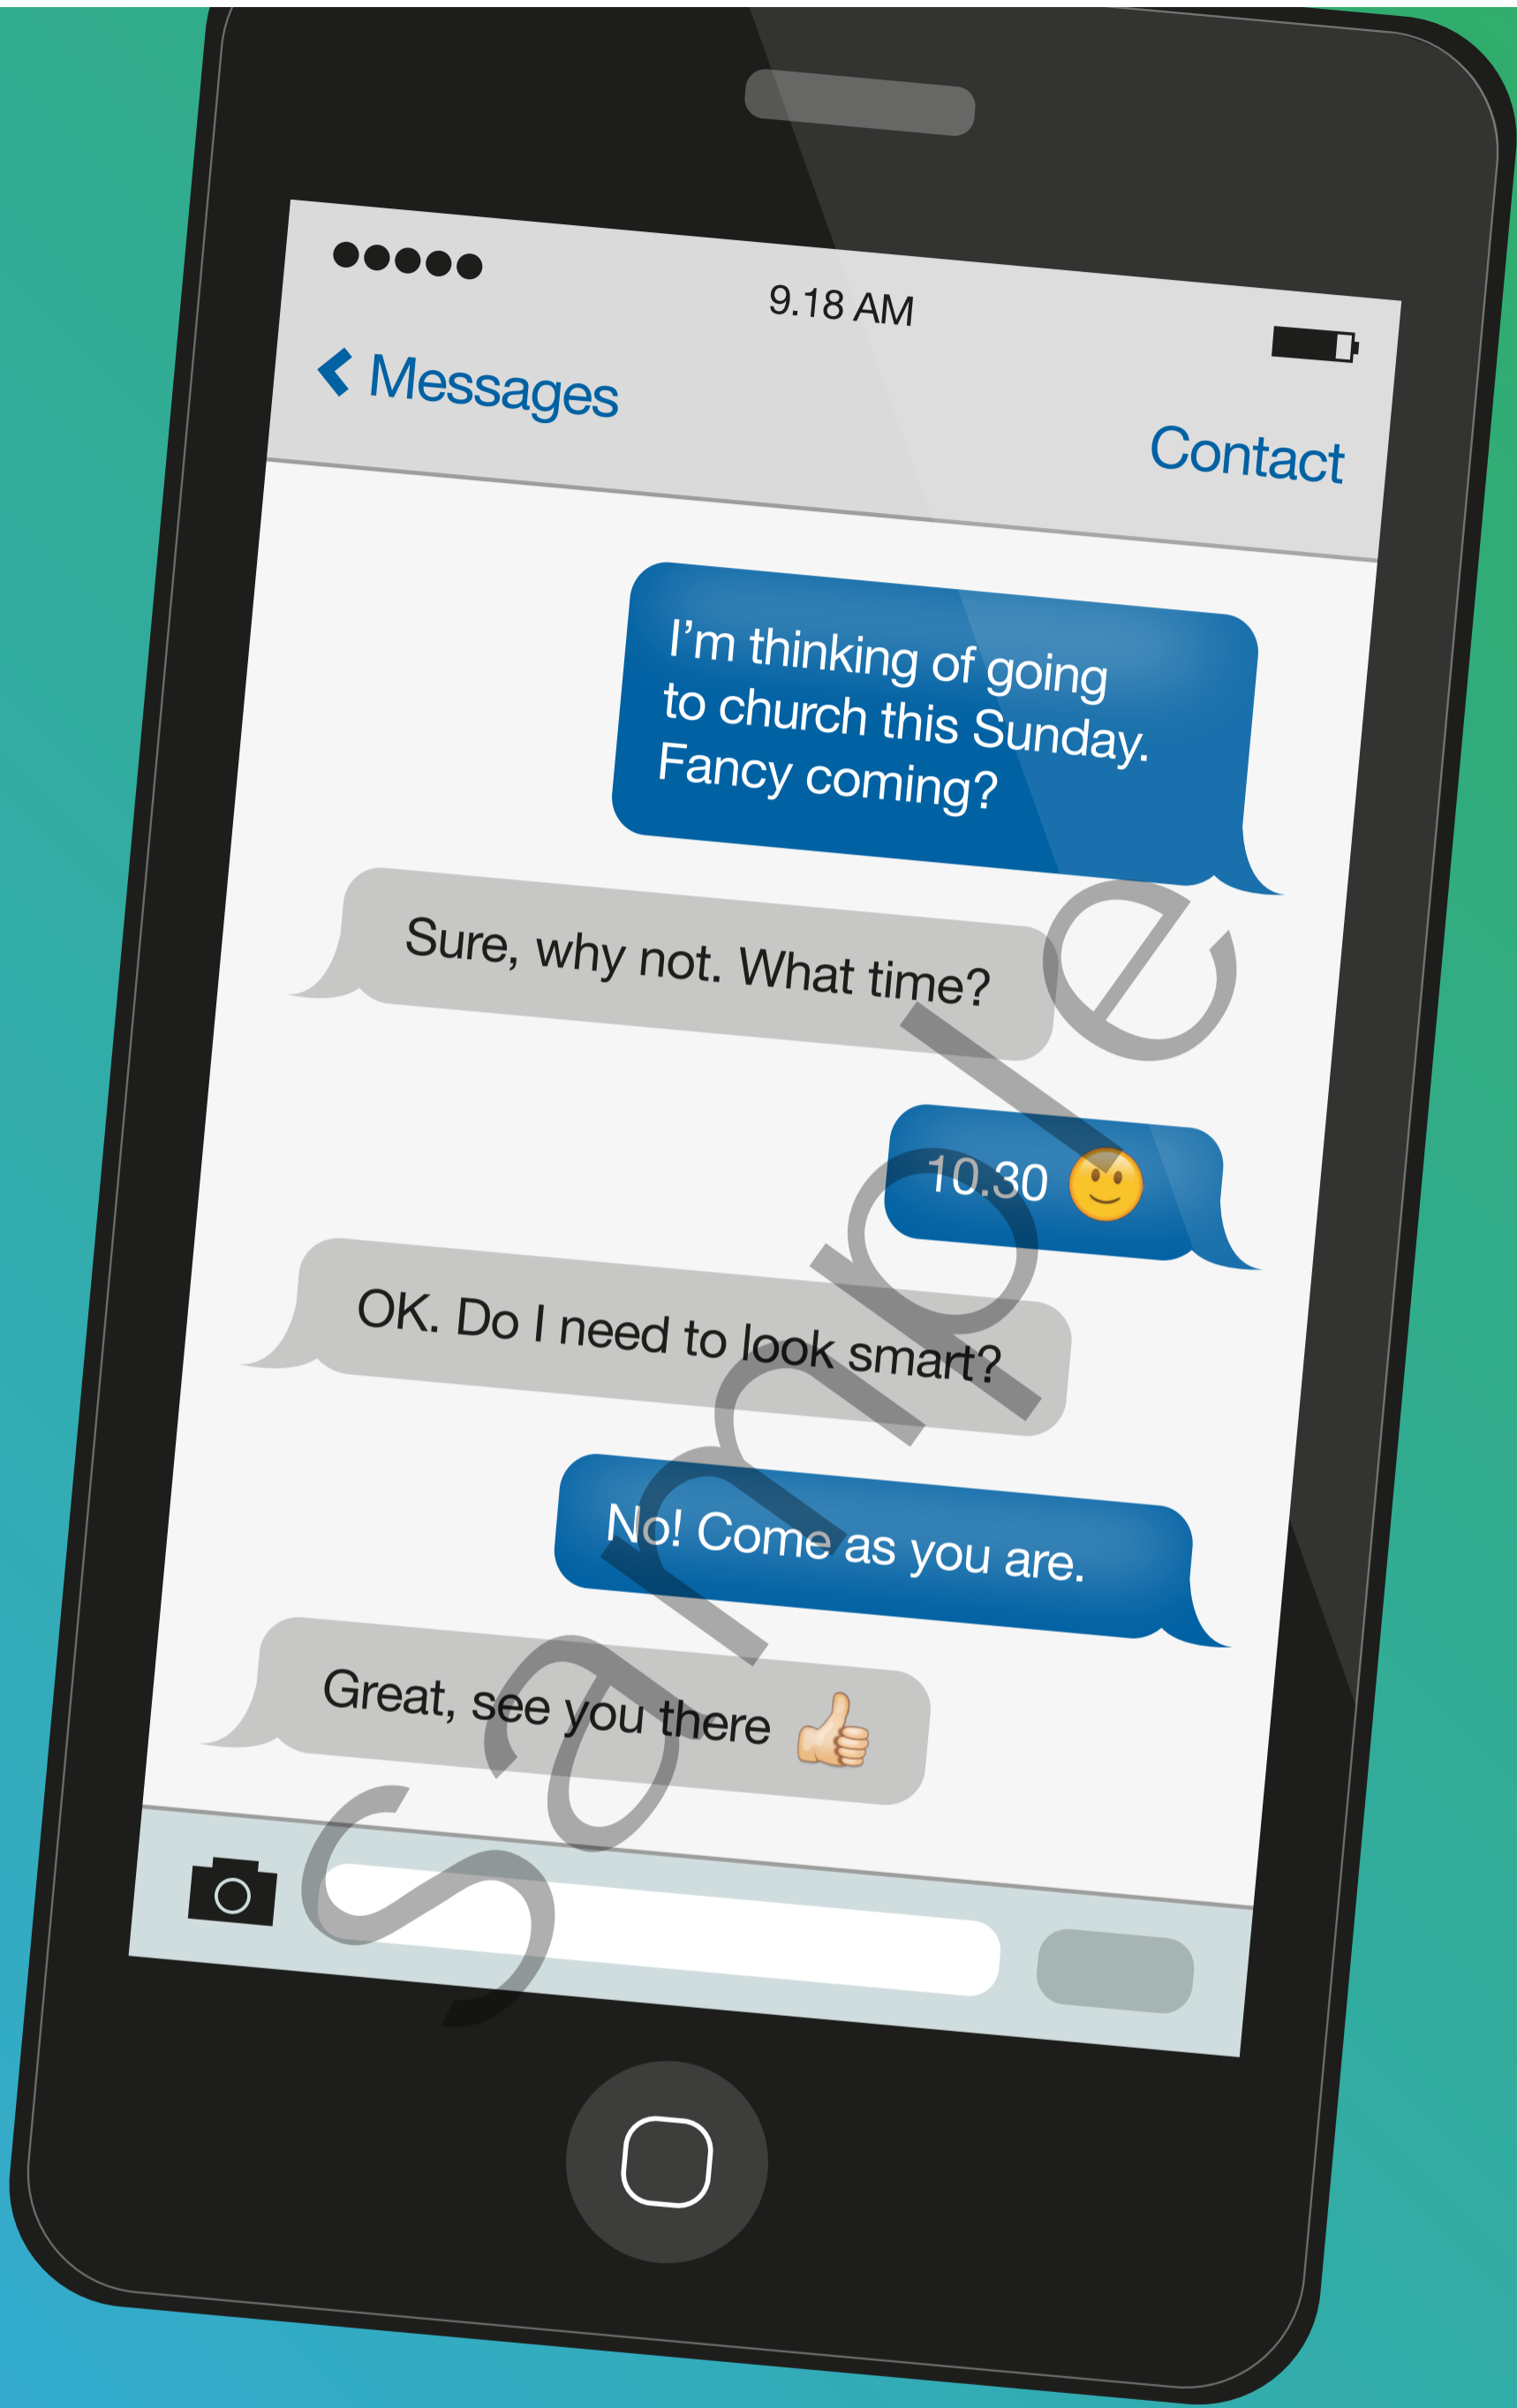 9.18 AM
Messages
Contact
I'm thinking of going
to church this Sunday.
Fancy coming?
Sure, why not. What time?
10.30 🙂
OK. Do I need to look smart?
No! Come as you are.
Great, see you there 👍🏻
Sample